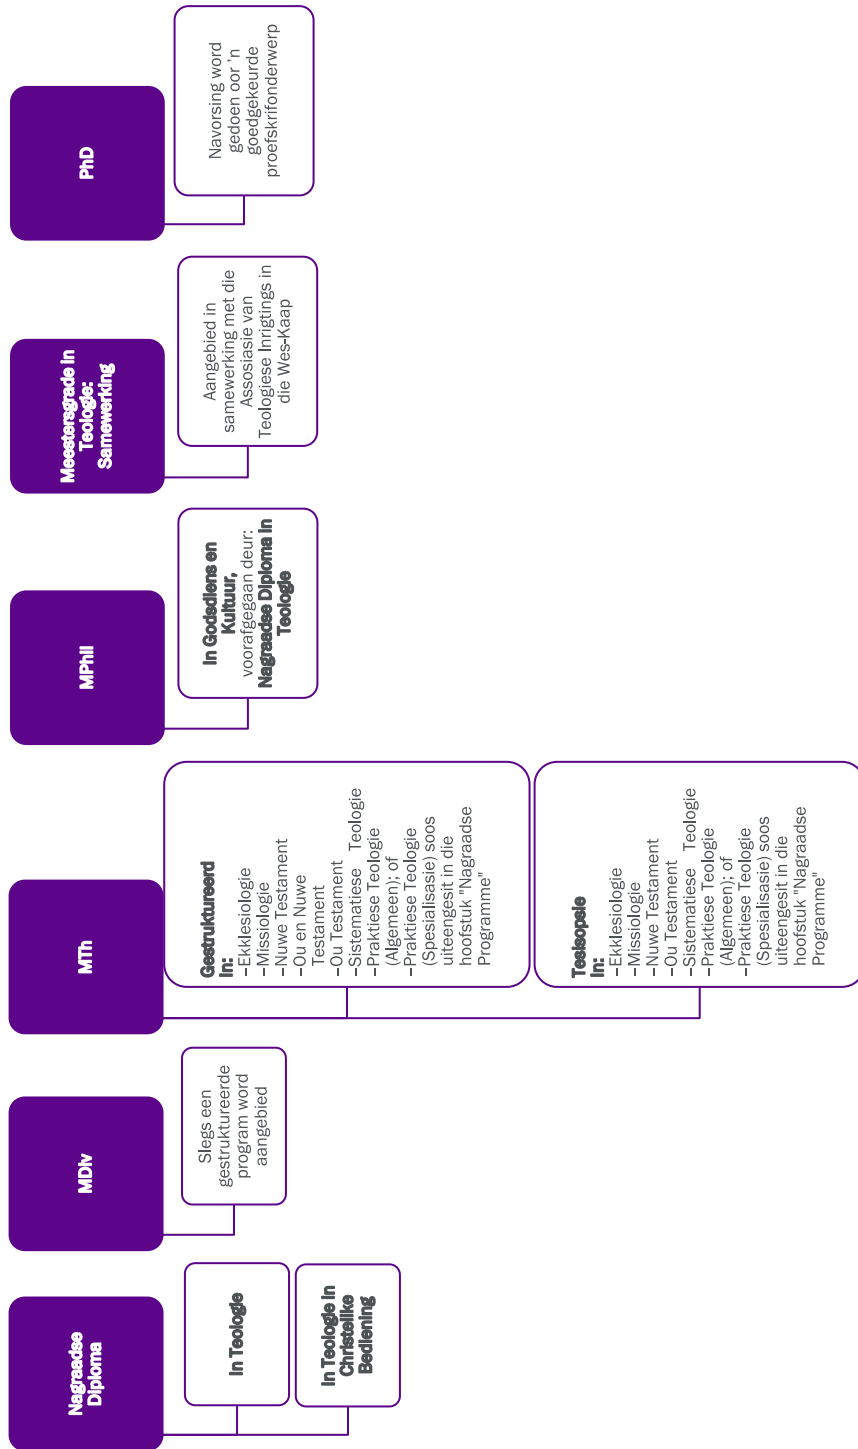 Nagraadse
Diploma
In Teologie
In Teologie in
Christelike
Bediening
MDiv
Slegs een
gestruktureerde
program word
aangebied
MTh
Gestruktureerd
in:
–Ekklesiologie
–Missiologie
–Nuwe Testament
–Ou en Nuwe
Testament
–Ou Testament
–Sistematiese Teologie
–Praktiese Teologie
(Algemeen); of
–Praktiese Teologie
(Spesialisasie) soos
uiteengesit in die
hoofstuk "Nagraadse
Programme"
Tesisopsie
in:
–Ekklesiologie
–Missiologie
–Nuwe Testament
–Ou Testament
–Sistematiese Teologie
–Praktiese Teologie
(Algemeen); of
–Praktiese Teologie
(Spesialisasie) soos
uiteengesit in die
hoofstuk "Nagraadse
Programme"
MPhil
In Godsdiens en
Kultuur,
voorafgegaan deur:
Nagraadse Diploma in
Teologie
Meestersgrade in
Teologie:
Samewerking
Aangebied in
samewerking met die
Assosiasie van
Teologiese Inrigtings in
die Wes-Kaap
PhD
Navorsing word
gedoen oor 'n
goedgekeurde
proefskrifonderwerp